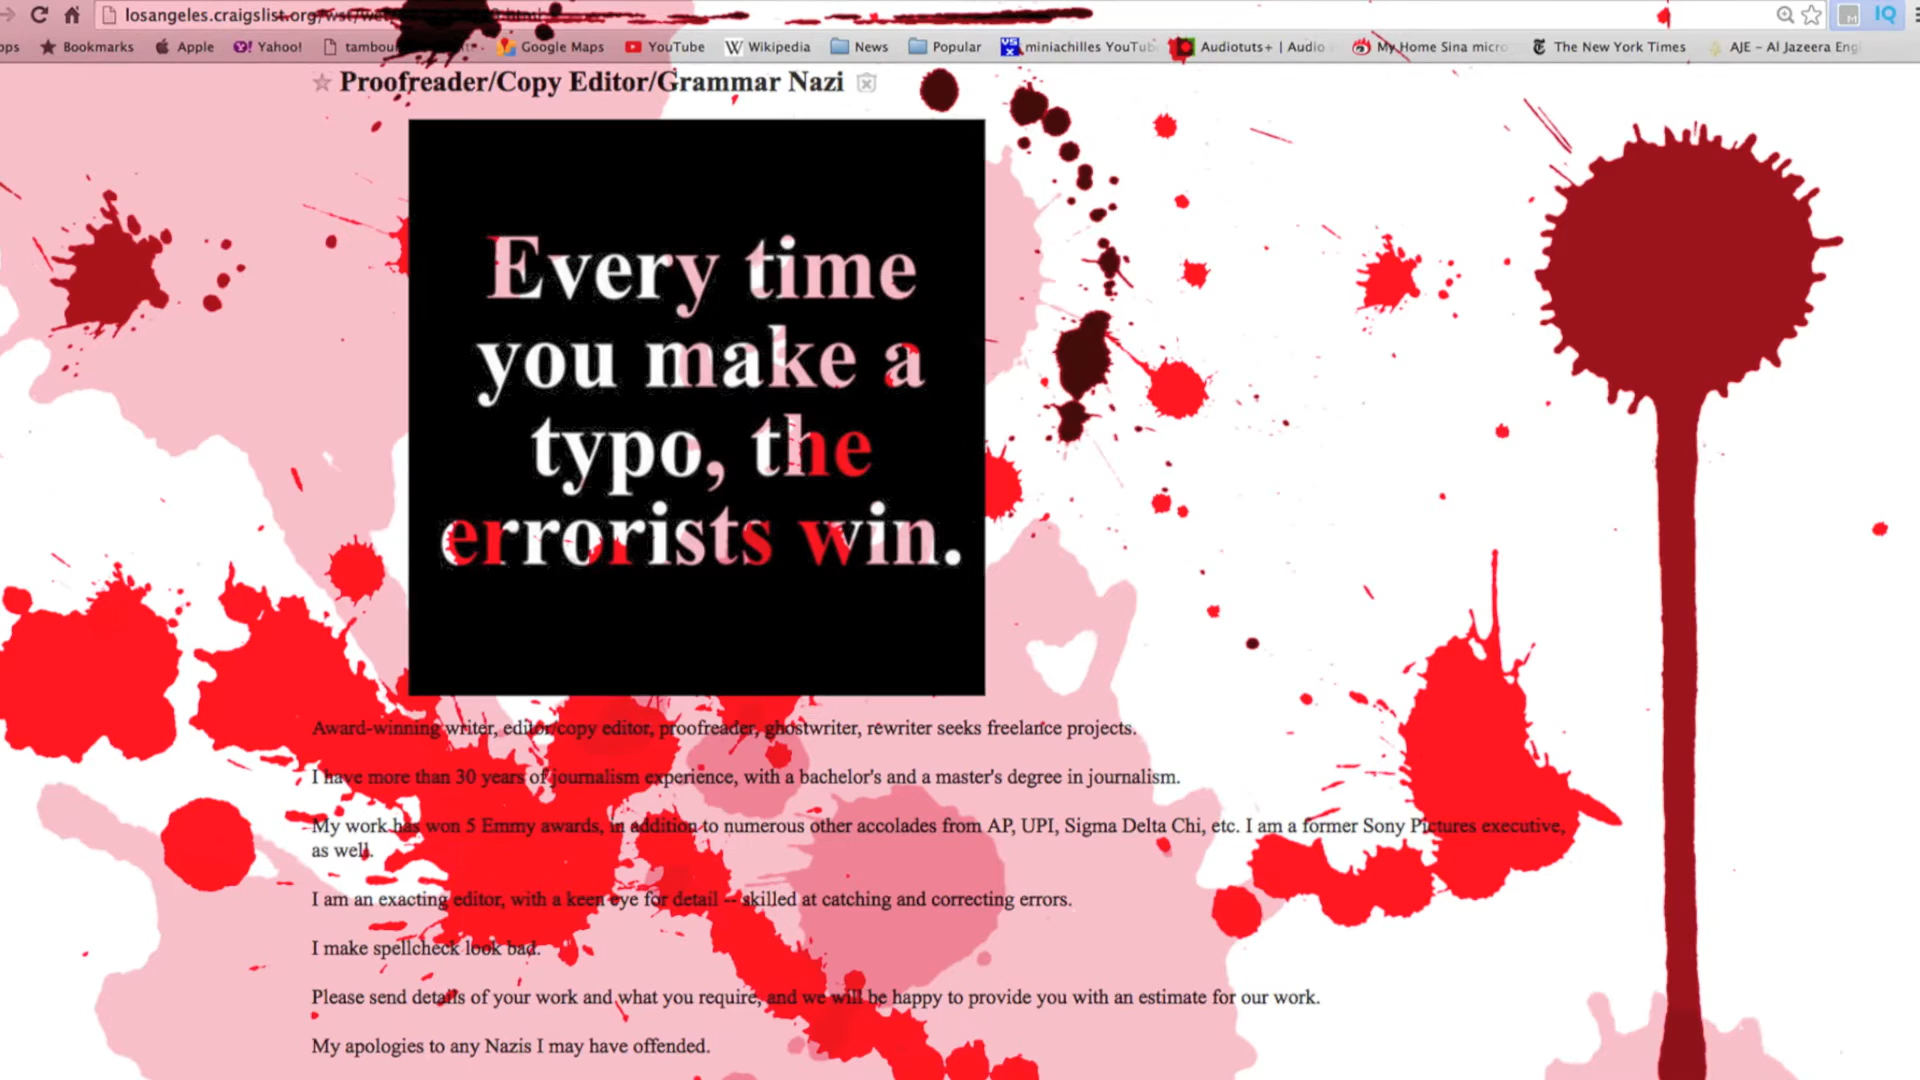 losangeles.craigslist.org/wst/we
Bookmarks Apple Yahoo! tambou Google Maps YouTube Wikipedia News Popular miniachilles YouTub Audiotuts+ | Audio My Home Sina micro The New York Times AJE – Al Jazeera Eng
Proofreader/Copy Editor/Grammar Nazi
Every time
you make a
typo, the
errorists win.
Award-winning writer, editor/copy editor, proofreader, ghostwriter, rewriter seeks freelance projects.
I have more than 30 years of journalism experience, with a bachelor's and a master's degree in journalism.
My work has won 5 Emmy awards, in addition to numerous other accolades from AP, UPI, Sigma Delta Chi, etc. I am a former Sony Pictures executive,
as well.
I am an exacting editor, with a keen eye for detail -- skilled at catching and correcting errors.
I make spellcheck look bad.
Please send details of your work and what you require, and we will be happy to provide you with an estimate for our work.
My apologies to any Nazis I may have offended.